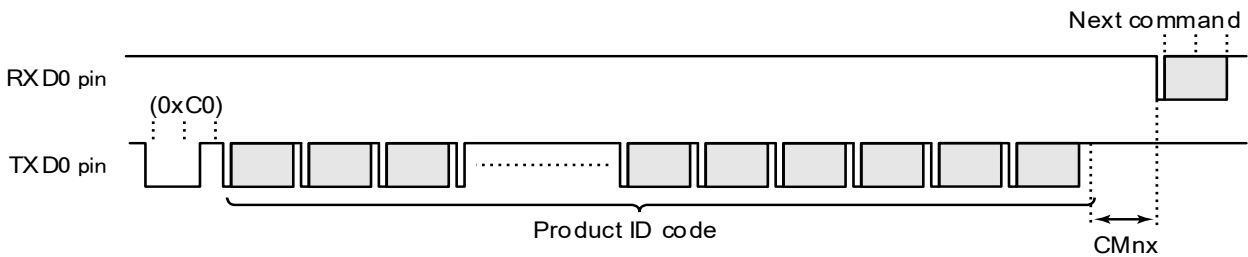 Next command
RXD0 pin
(0xC0)
TXD0 pin
Product ID code
CMnx